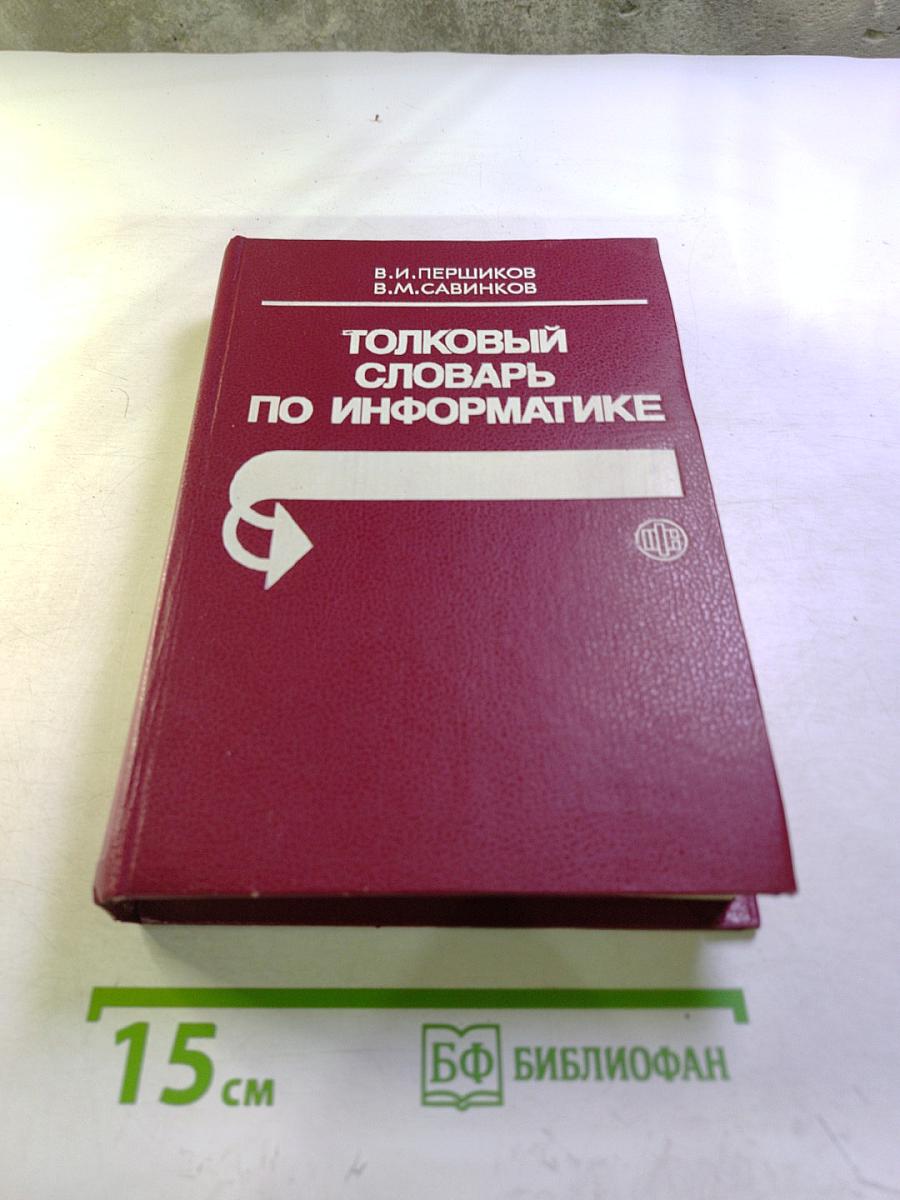 В.И.ПЕРШИКОВ
В.М.САВИНКОВ
ТОЛКОВЫЙ
СЛОВАРЬ
ПО ИНФОРМАТИКЕ
15 см
БФ БИБЛИОФАН